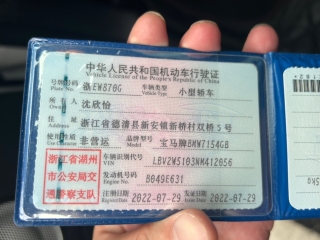 中华人民共和国机动车行驶证
Vehicle License of the People's Republic of China
号牌号码 浙EW870G 车辆类型 小型轿车
Plate No. Vehicle Type
所有人 沈欣怡
Owner
住址 浙江省德清县新安镇新桥村双桥5号
Address
使用性质 非营运 品牌型号 宝马牌BMW7154GB
Use Character Model
浙江省湖州市公安局交通警察支队
车辆识别代号 LBV2W5103NM412056
VIN
发动机号码 B049E631
Engine No.
注册日期 2022-07-29 发证日期 2022-07-29
Register Date Issue Date